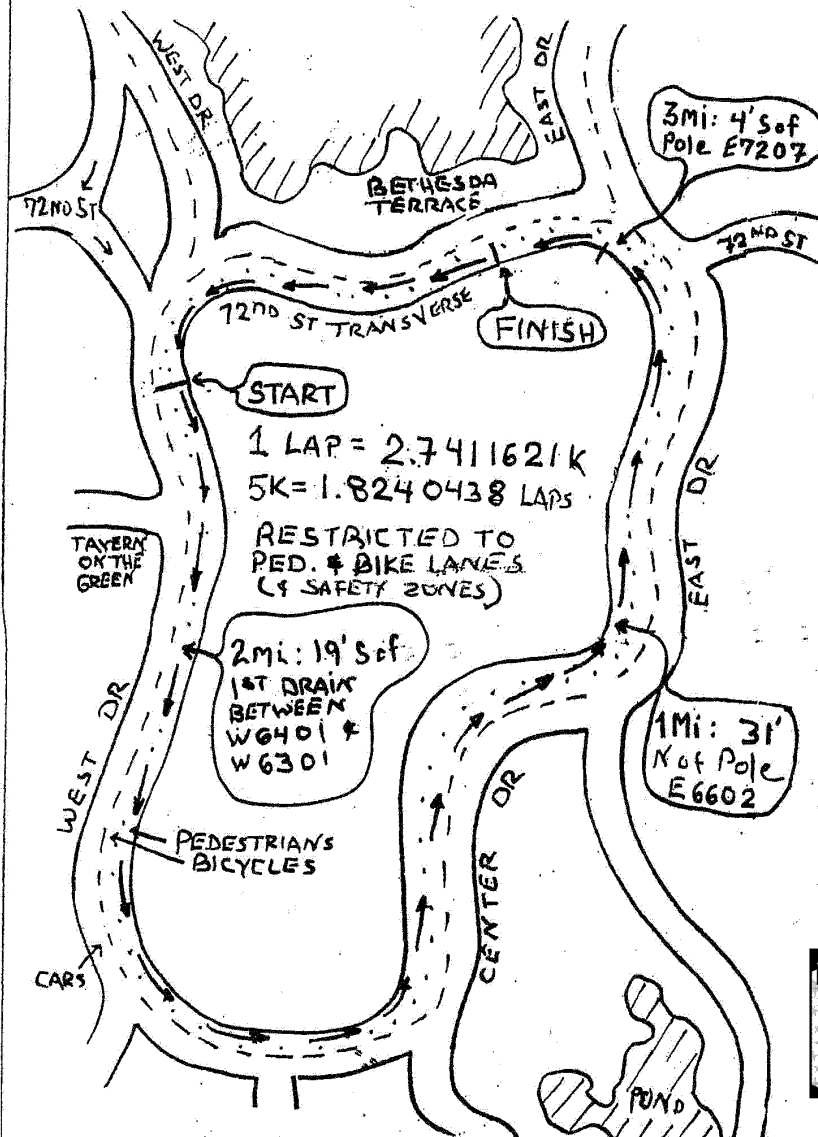 WEST DR
EAST DR
3Mi: 4' S of
Pole E7207
BETHESDA
TERRACE
72ND ST
72ND ST
72ND ST TRANSVERSE
FINISH
START
1 LAP = 2.7411621K
5K = 1.8240438 LAPS
RESTRICTED TO
PED. & BIKE LANES
(& SAFETY ZONES)
TAVERN
ON THE
GREEN
EAST DR
2Mi: 19' S of
1ST DRAIN
BETWEEN
W6401 &
W6301
1Mi: 31'
N of Pole
E6602
WEST DR
PEDESTRIANS
BICYCLES
CENTER DR
CARS
POND